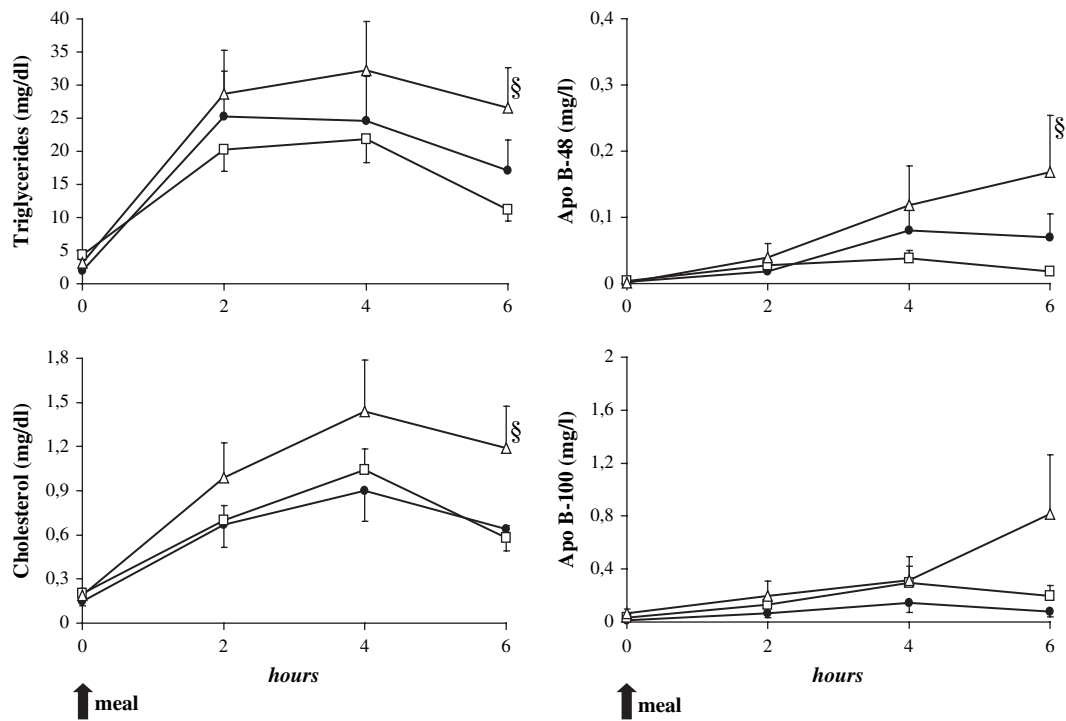 Triglycerides (mg/dl)
40
35
30
25
20
15
10
5
0
§
0 2 4 6
Apo B-48 (mg/l)
0,4
0,3
0,2
0,1
0
§
0 2 4 6
Cholesterol (mg/dl)
1,8
1,5
1,2
0,9
0,6
0,3
0
§
0 2 4 6
hours
meal
Apo B-100 (mg/l)
2
1,6
1,2
0,8
0,4
0
0 2 4 6
hours
meal